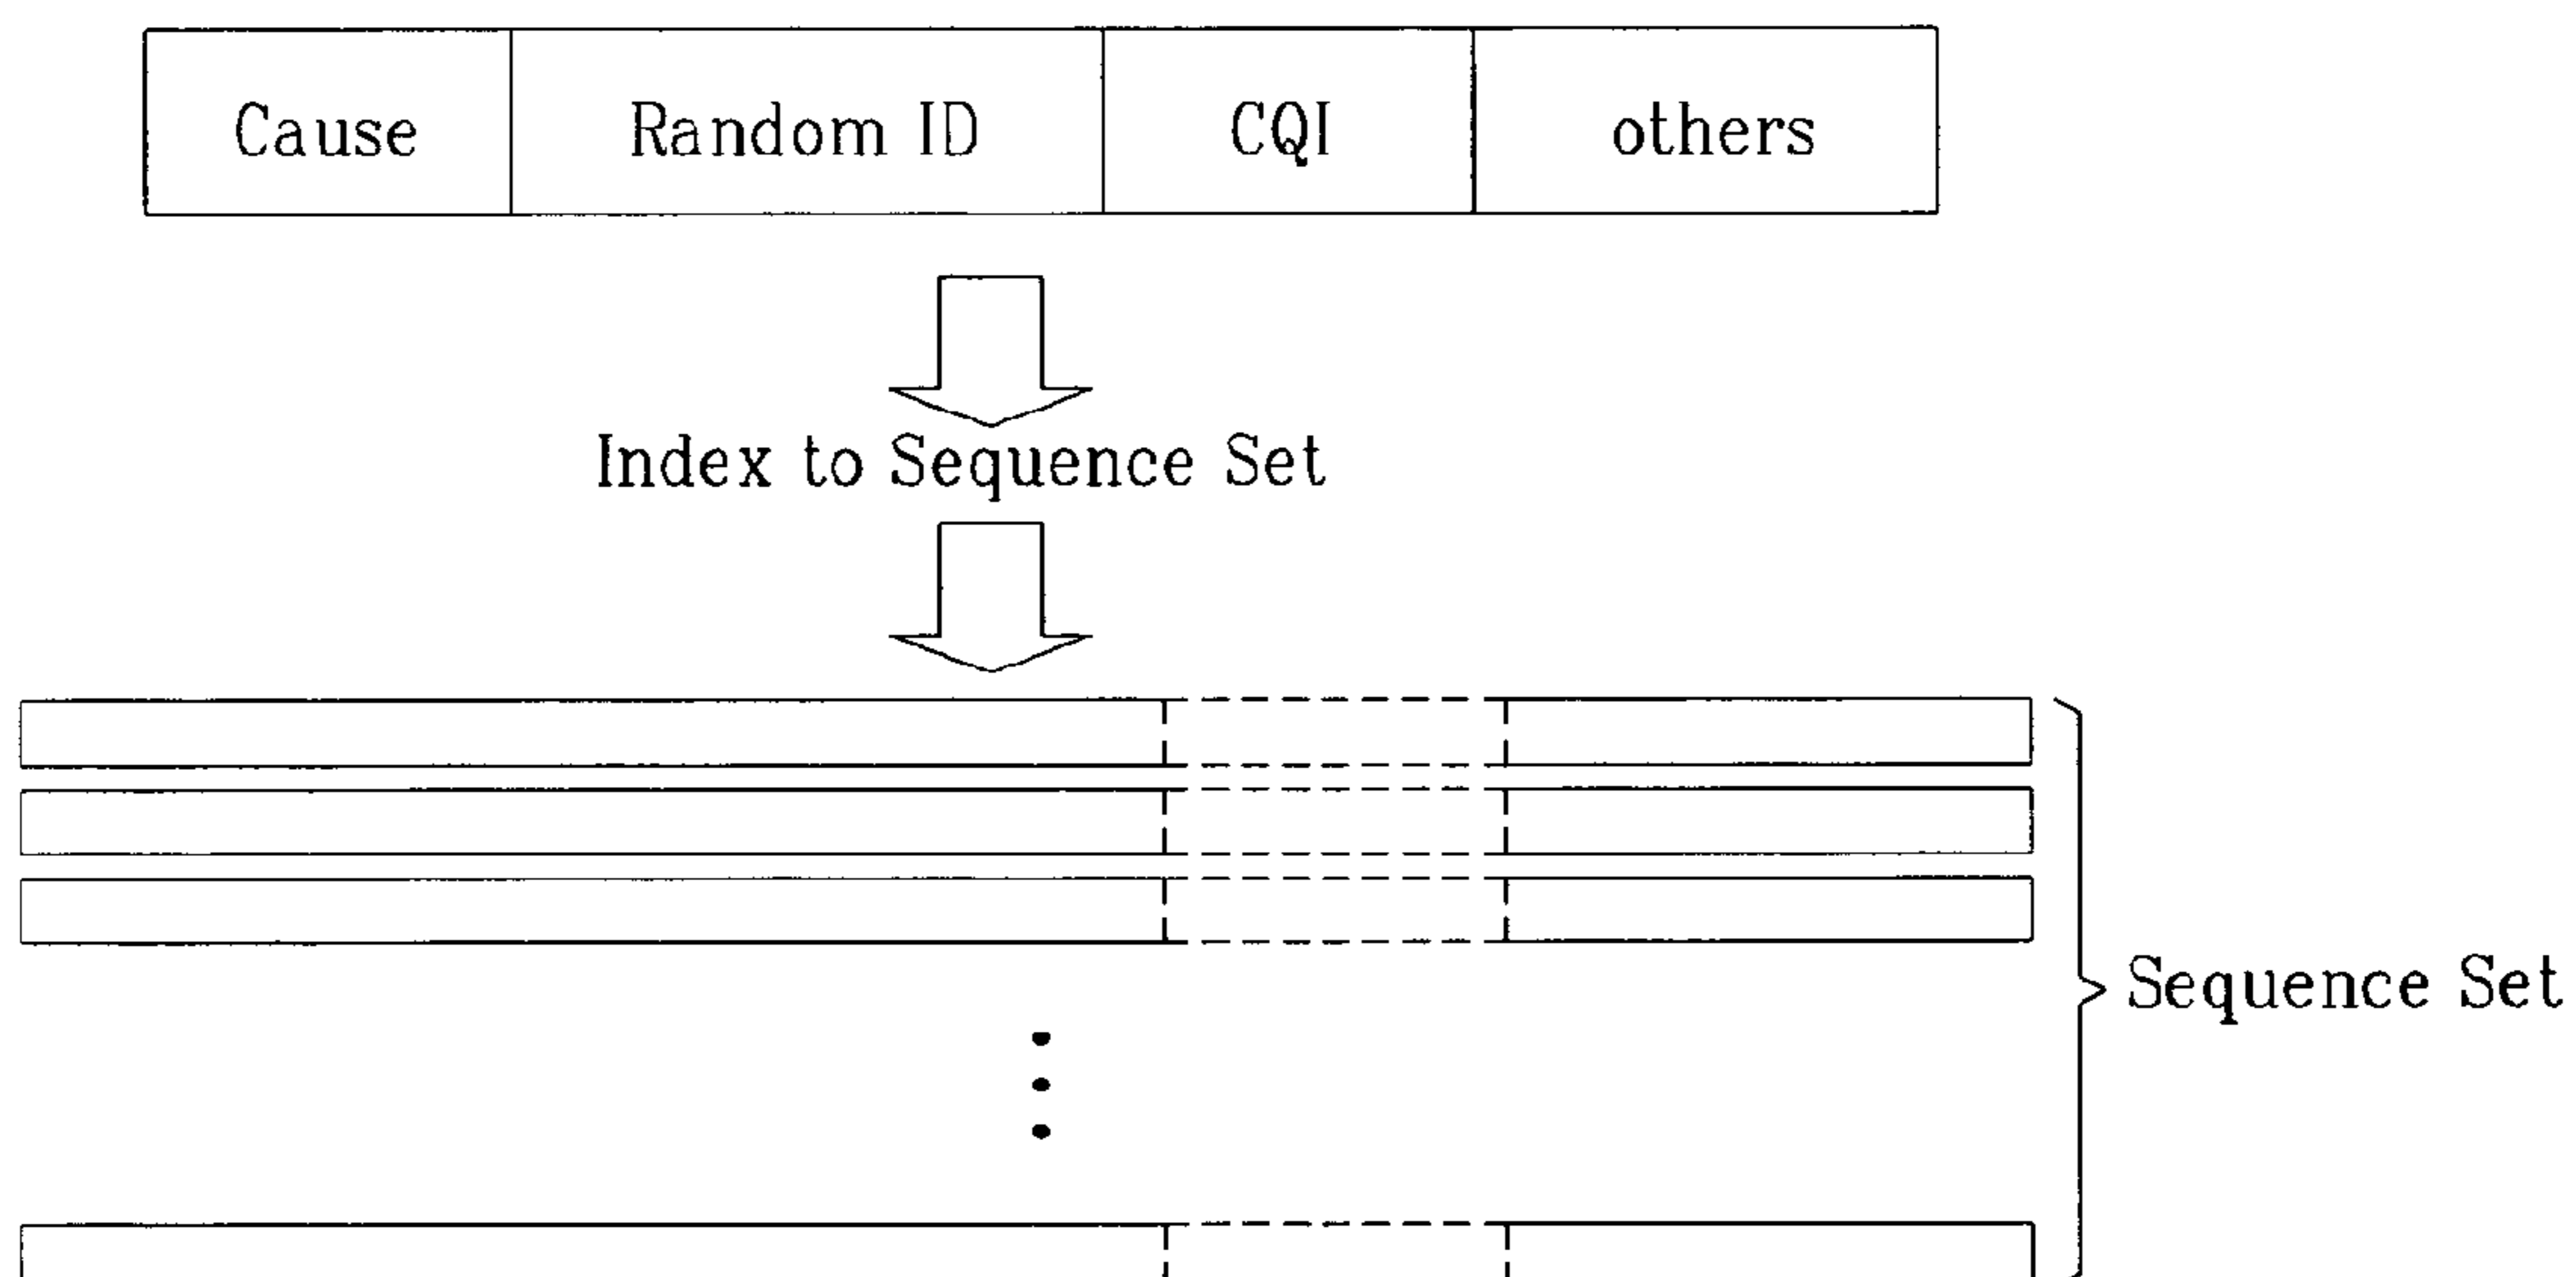 Cause Random ID CQI others
Index to Sequence Set
Sequence Set